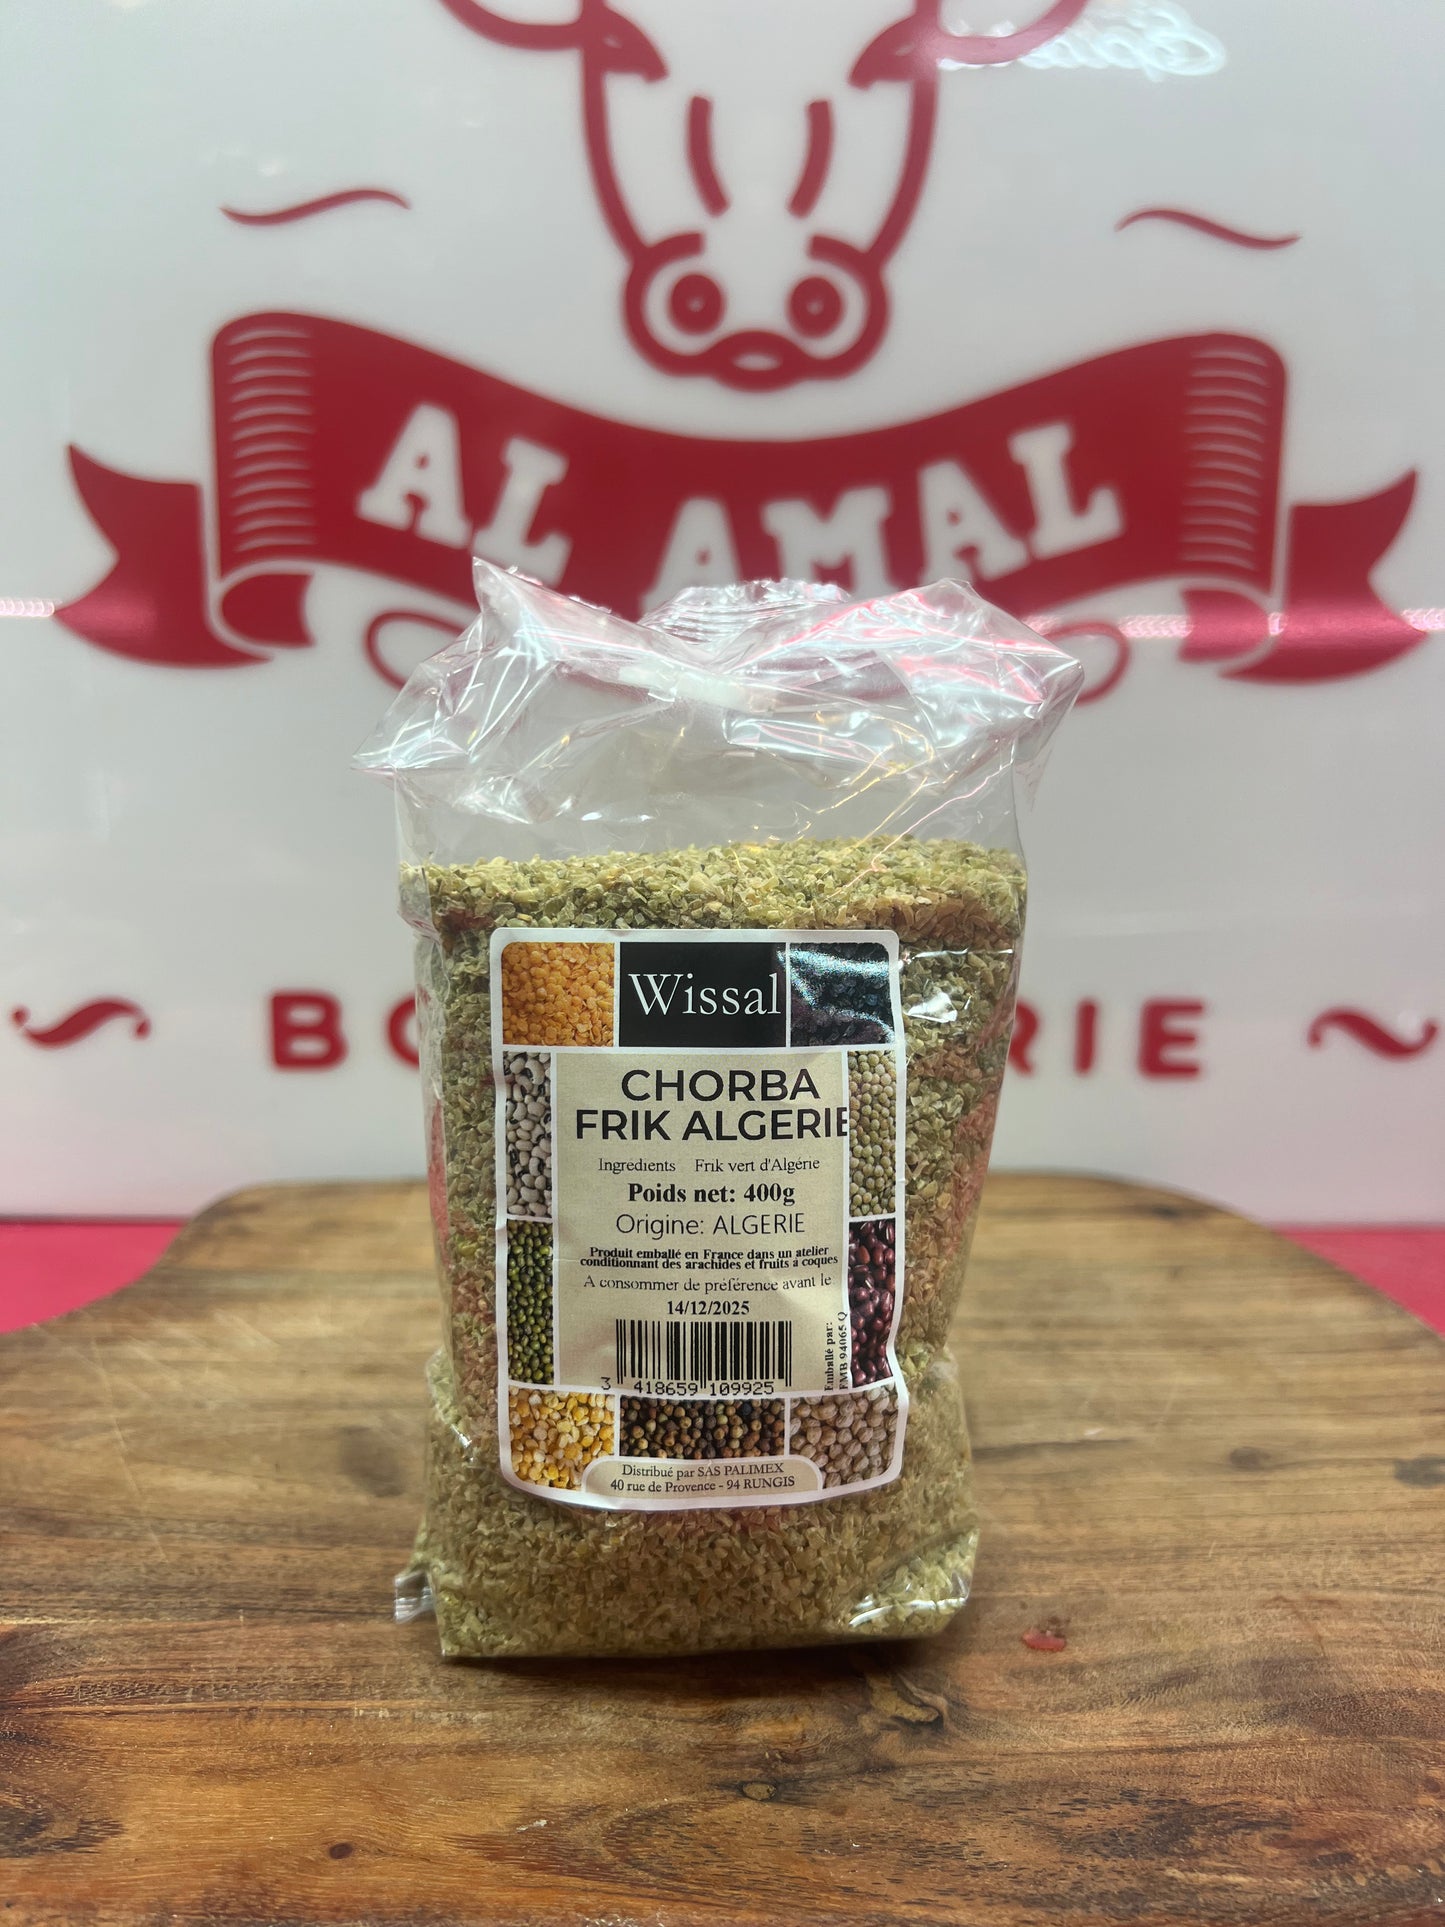 AL AMAL
Wissal
CHORBA
FRIK ALGERIE
Ingredients Frik vert d'Algérie
Poids net: 400g
Origine: ALGERIE
Produit emballé en France dans un atelier
conditionnant des arachides et fruits à coques
A consommer de préférence avant le
14/12/2025
Emballé par:
EMB 94065 Q
3 418659 109925
Distribué par SAS PALIMEX
40 rue de Provence - 94 RUNGIS